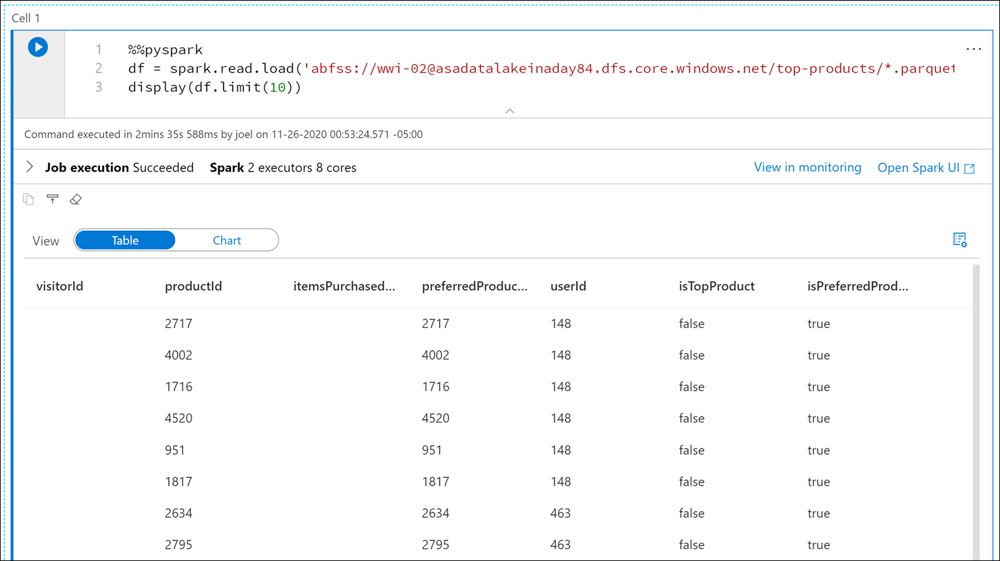 Cell 1
1 %%pyspark
2 df = spark.read.load('abfss://wwi-02@asadatalakeinaday84.dfs.core.windows.net/top-products/*.parquet
3 display(df.limit(10))
Command executed in 2mins 35s 588ms by joel on 11-26-2020 00:53:24.571 -05:00
Job execution Succeeded Spark 2 executors 8 cores View in monitoring Open Spark UI
View Table Chart
visitorId productId itemsPurchased... preferredProduc... userId isTopProduct isPreferredProd...
2717 2717 148 false true
4002 4002 148 false true
1716 1716 148 false true
4520 4520 148 false true
951 951 148 false true
1817 1817 148 false true
2634 2634 463 false true
2795 2795 463 false true